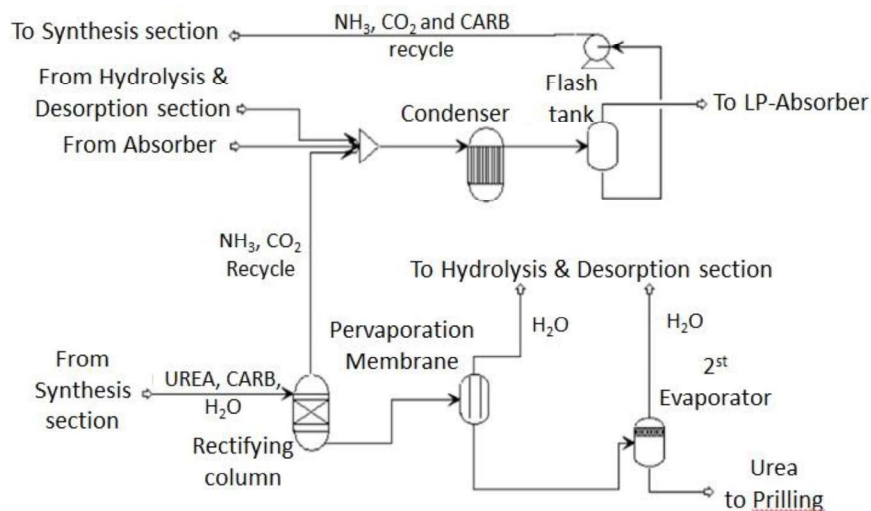 To Synthesis section
NH₃, CO₂ and CARB
recycle
From Hydrolysis &
Desorption section
From Absorber
Condenser
Flash
tank
To LP-Absorber
NH₃, CO₂
Recycle
To Hydrolysis & Desorption section
H₂O
H₂O
Pervaporation
Membrane
2ˢᵗ
Evaporator
From
Synthesis
section
UREA, CARB,
H₂O
Rectifying
column
Urea
to Prilling